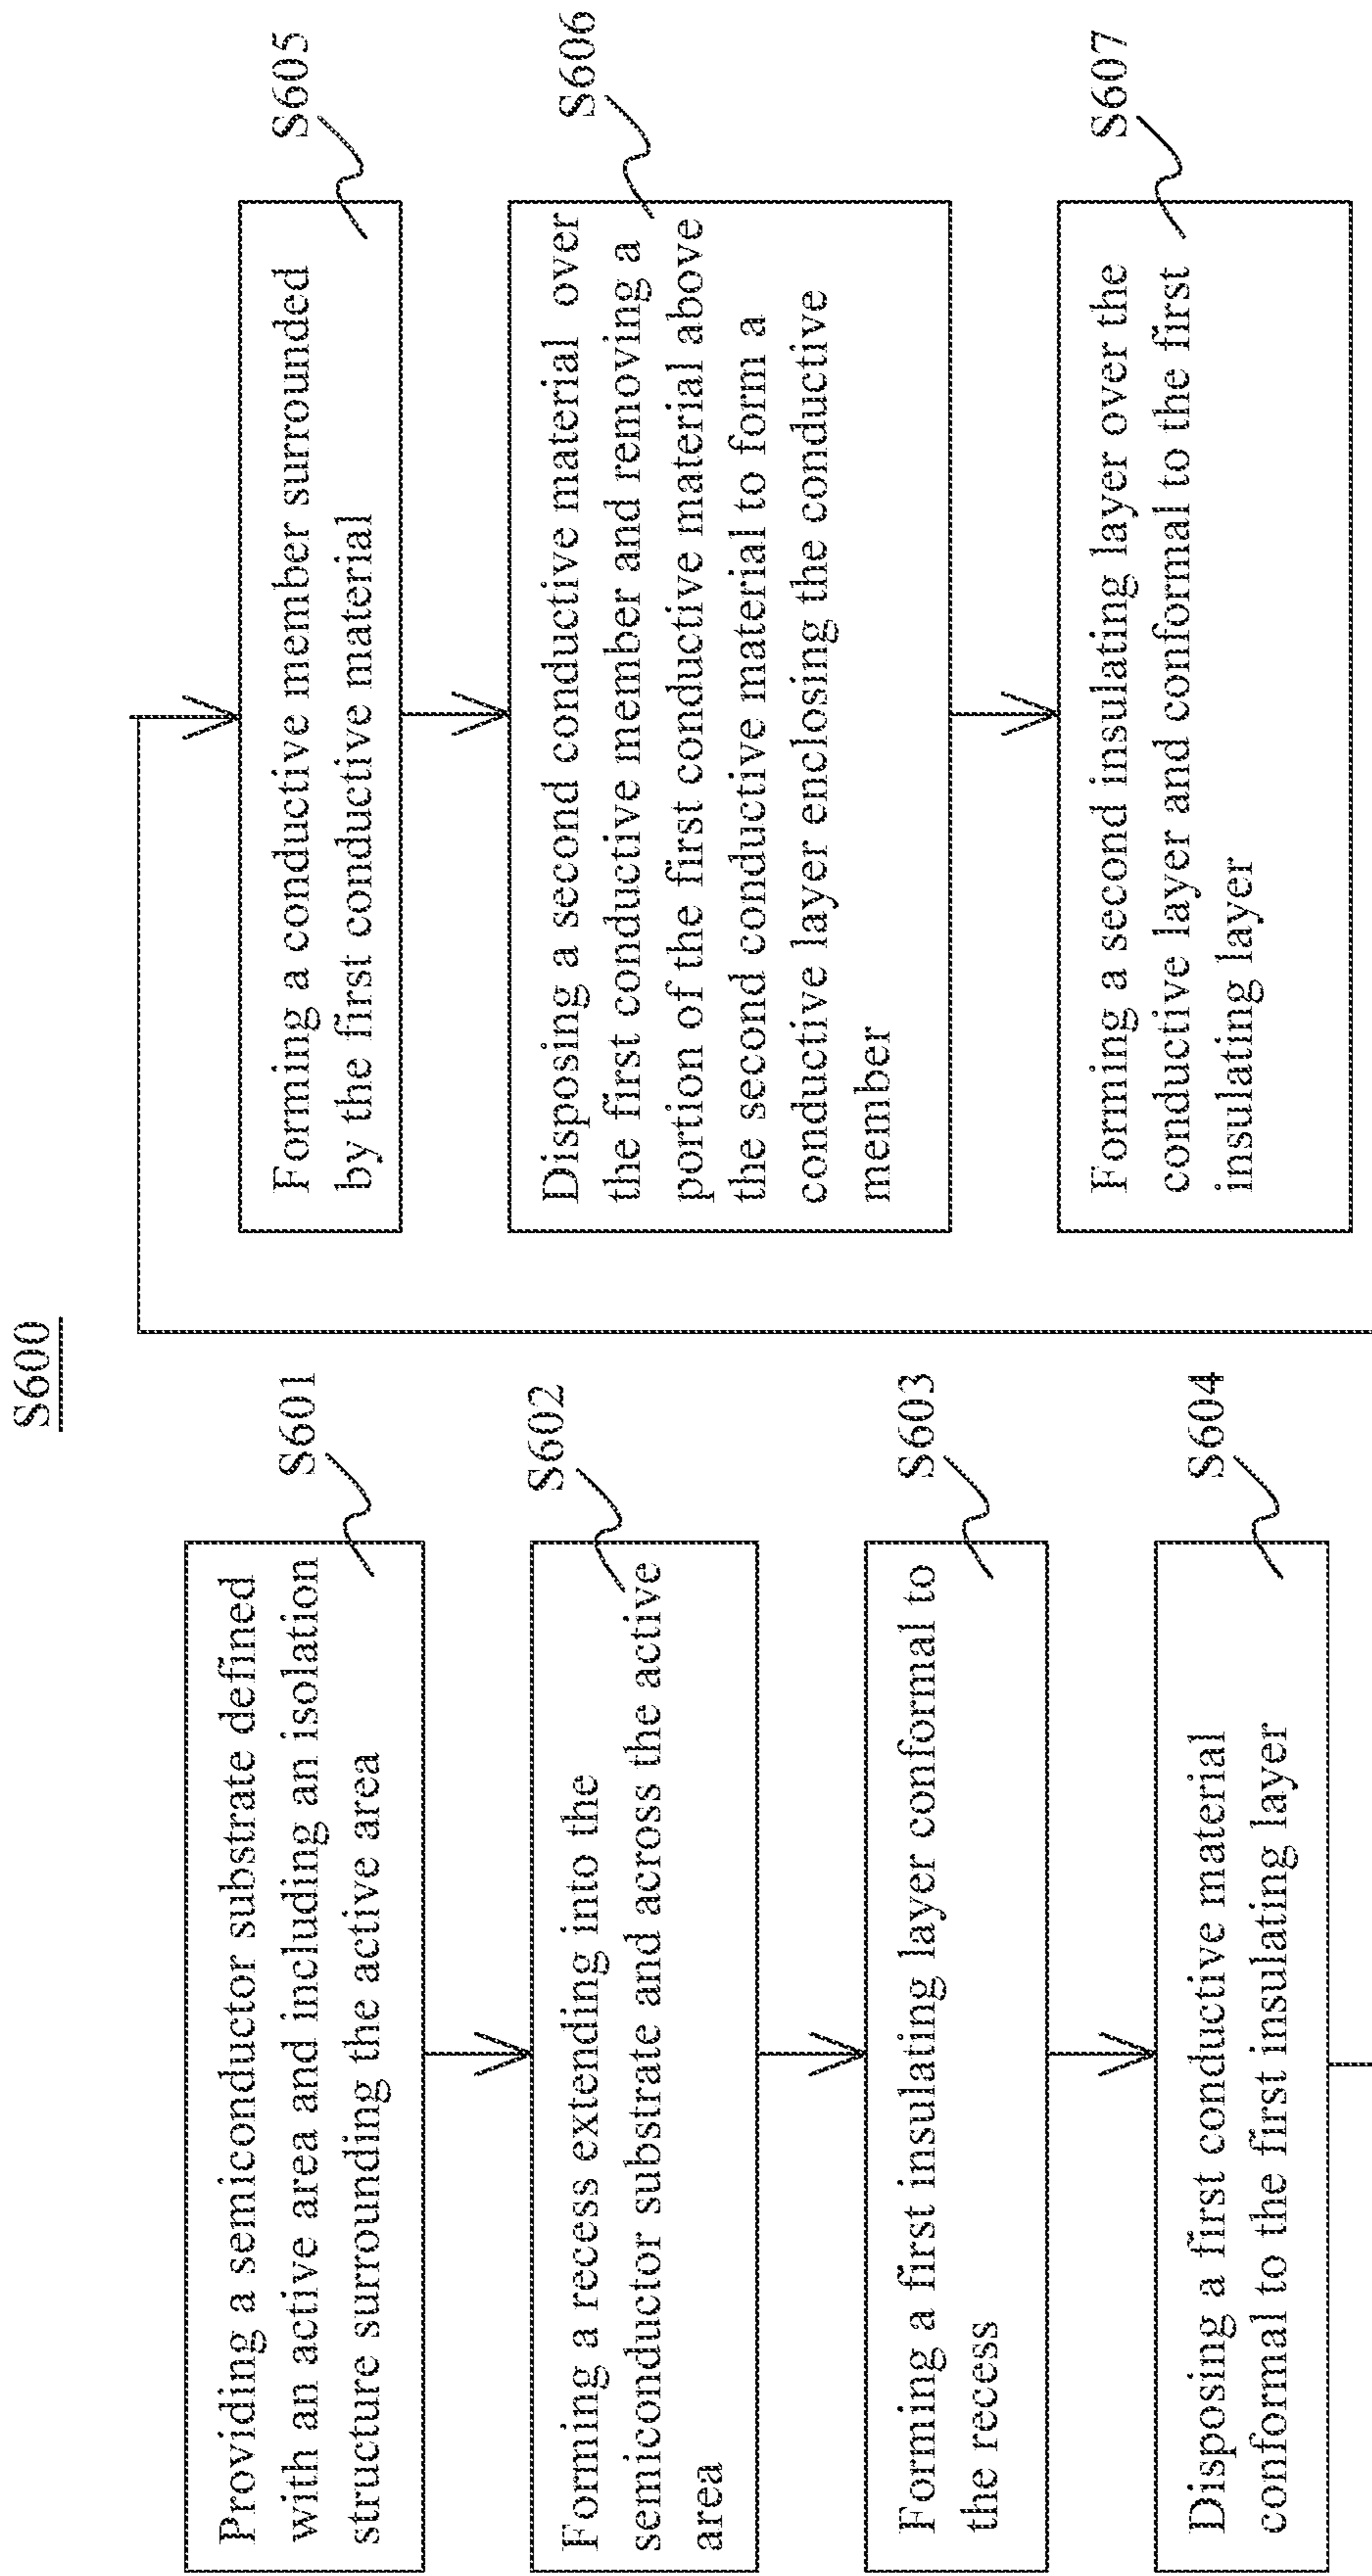 S600
Providing a semiconductor substrate defined
with an active area and including an isolation
structure surrounding the active area
S601
Forming a recess extending into the
semiconductor substrate and across the active
area
S602
Forming a first insulating layer conformal to
the recess
S603
Disposing a first conductive material
conformal to the first insulating layer
S604
Forming a conductive member surrounded
by the first conductive material
S605
Disposing a second conductive material over
the first conductive member and removing a
portion of the first conductive material above
the second conductive material to form a
conductive layer enclosing the conductive
member
S606
Forming a second insulating layer over the
conductive layer and conformal to the first
insulating layer
S607